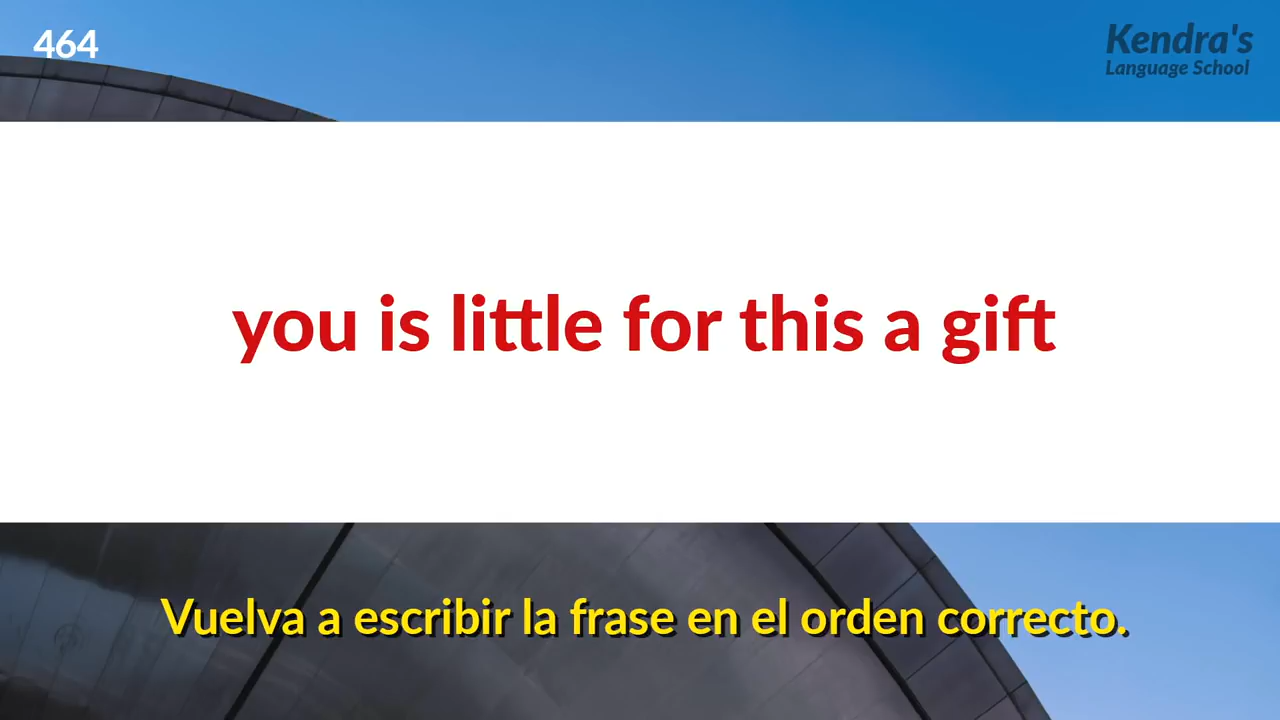 464
Kendra's
Language School
you is little for this a gift
Vuelva a escribir la frase en el orden correcto.